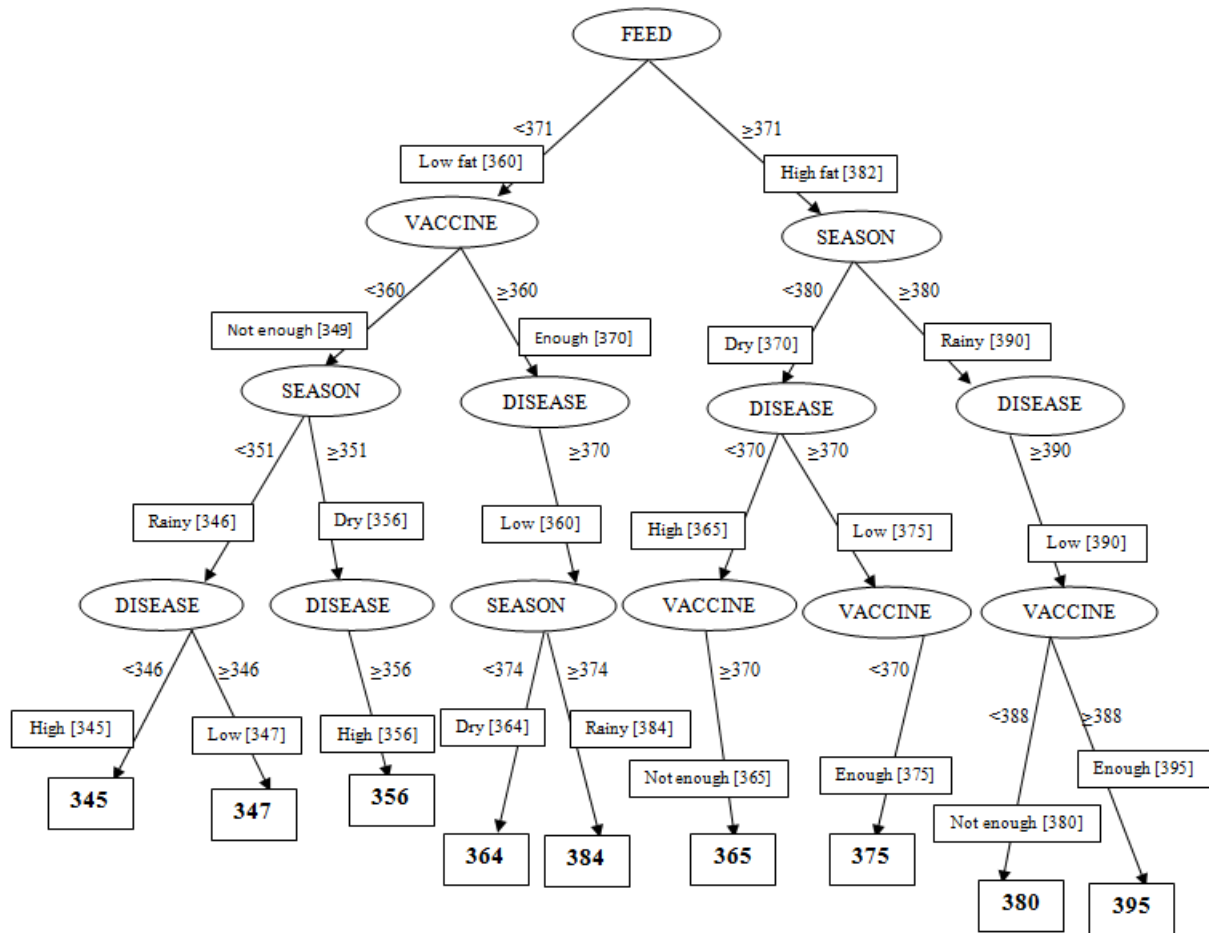 FEED
<371
≥371
Low fat [360]
High fat [382]
VACCINE
SEASON
<360
≥360
<380
≥380
Not enough [349]
Enough [370]
Dry [370]
Rainy [390]
SEASON
DISEASE
DISEASE
DISEASE
<351
≥351
≥370
<370
≥370
≥390
Rainy [346]
Dry [356]
Low [360]
High [365]
Low [375]
Low [390]
DISEASE
DISEASE
SEASON
VACCINE
VACCINE
VACCINE
<346
≥346
≥356
<374
≥374
≥370
<370
<388
≥388
High [345]
Low [347]
High [356]
Dry [364]
Rainy [384]
Not enough [365]
Enough [375]
Not enough [380]
Enough [395]
345
347
356
364
384
365
375
380
395